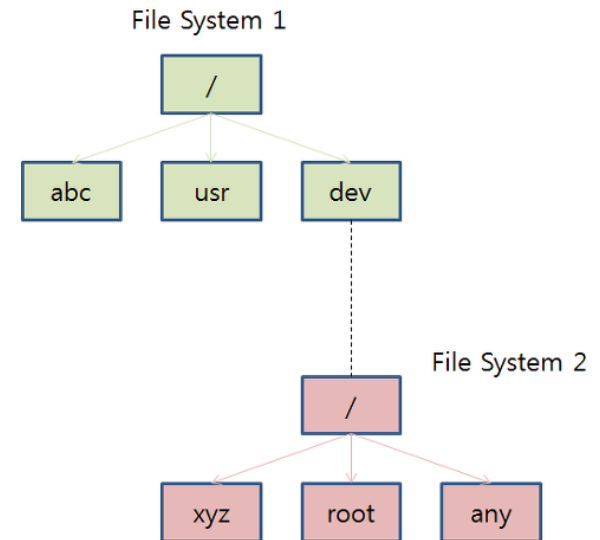 File System 1
/
abc
usr
dev
File System 2
/
xyz
root
any